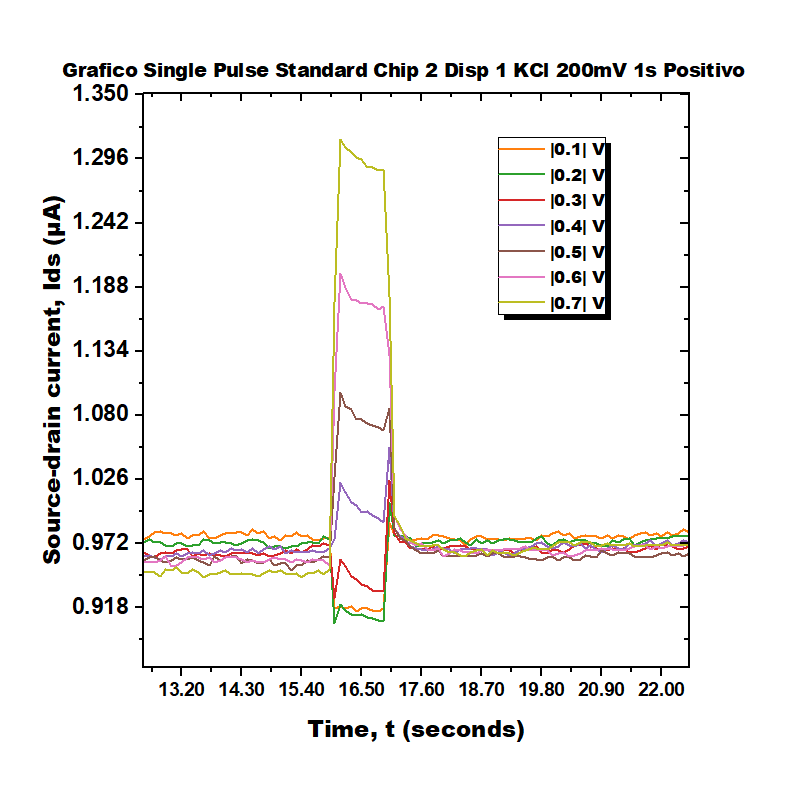 Grafico Single Pulse Standard Chip 2 Disp 1 KCl 200mV 1s Positivo
1.350
1.296
1.242
1.188
1.134
1.080
1.026
0.972
0.918
Source-drain current, Ids (µA)
|0.1| V
|0.2| V
|0.3| V
|0.4| V
|0.5| V
|0.6| V
|0.7| V
13.20 14.30 15.40 16.50 17.60 18.70 19.80 20.90 22.00
Time, t (seconds)